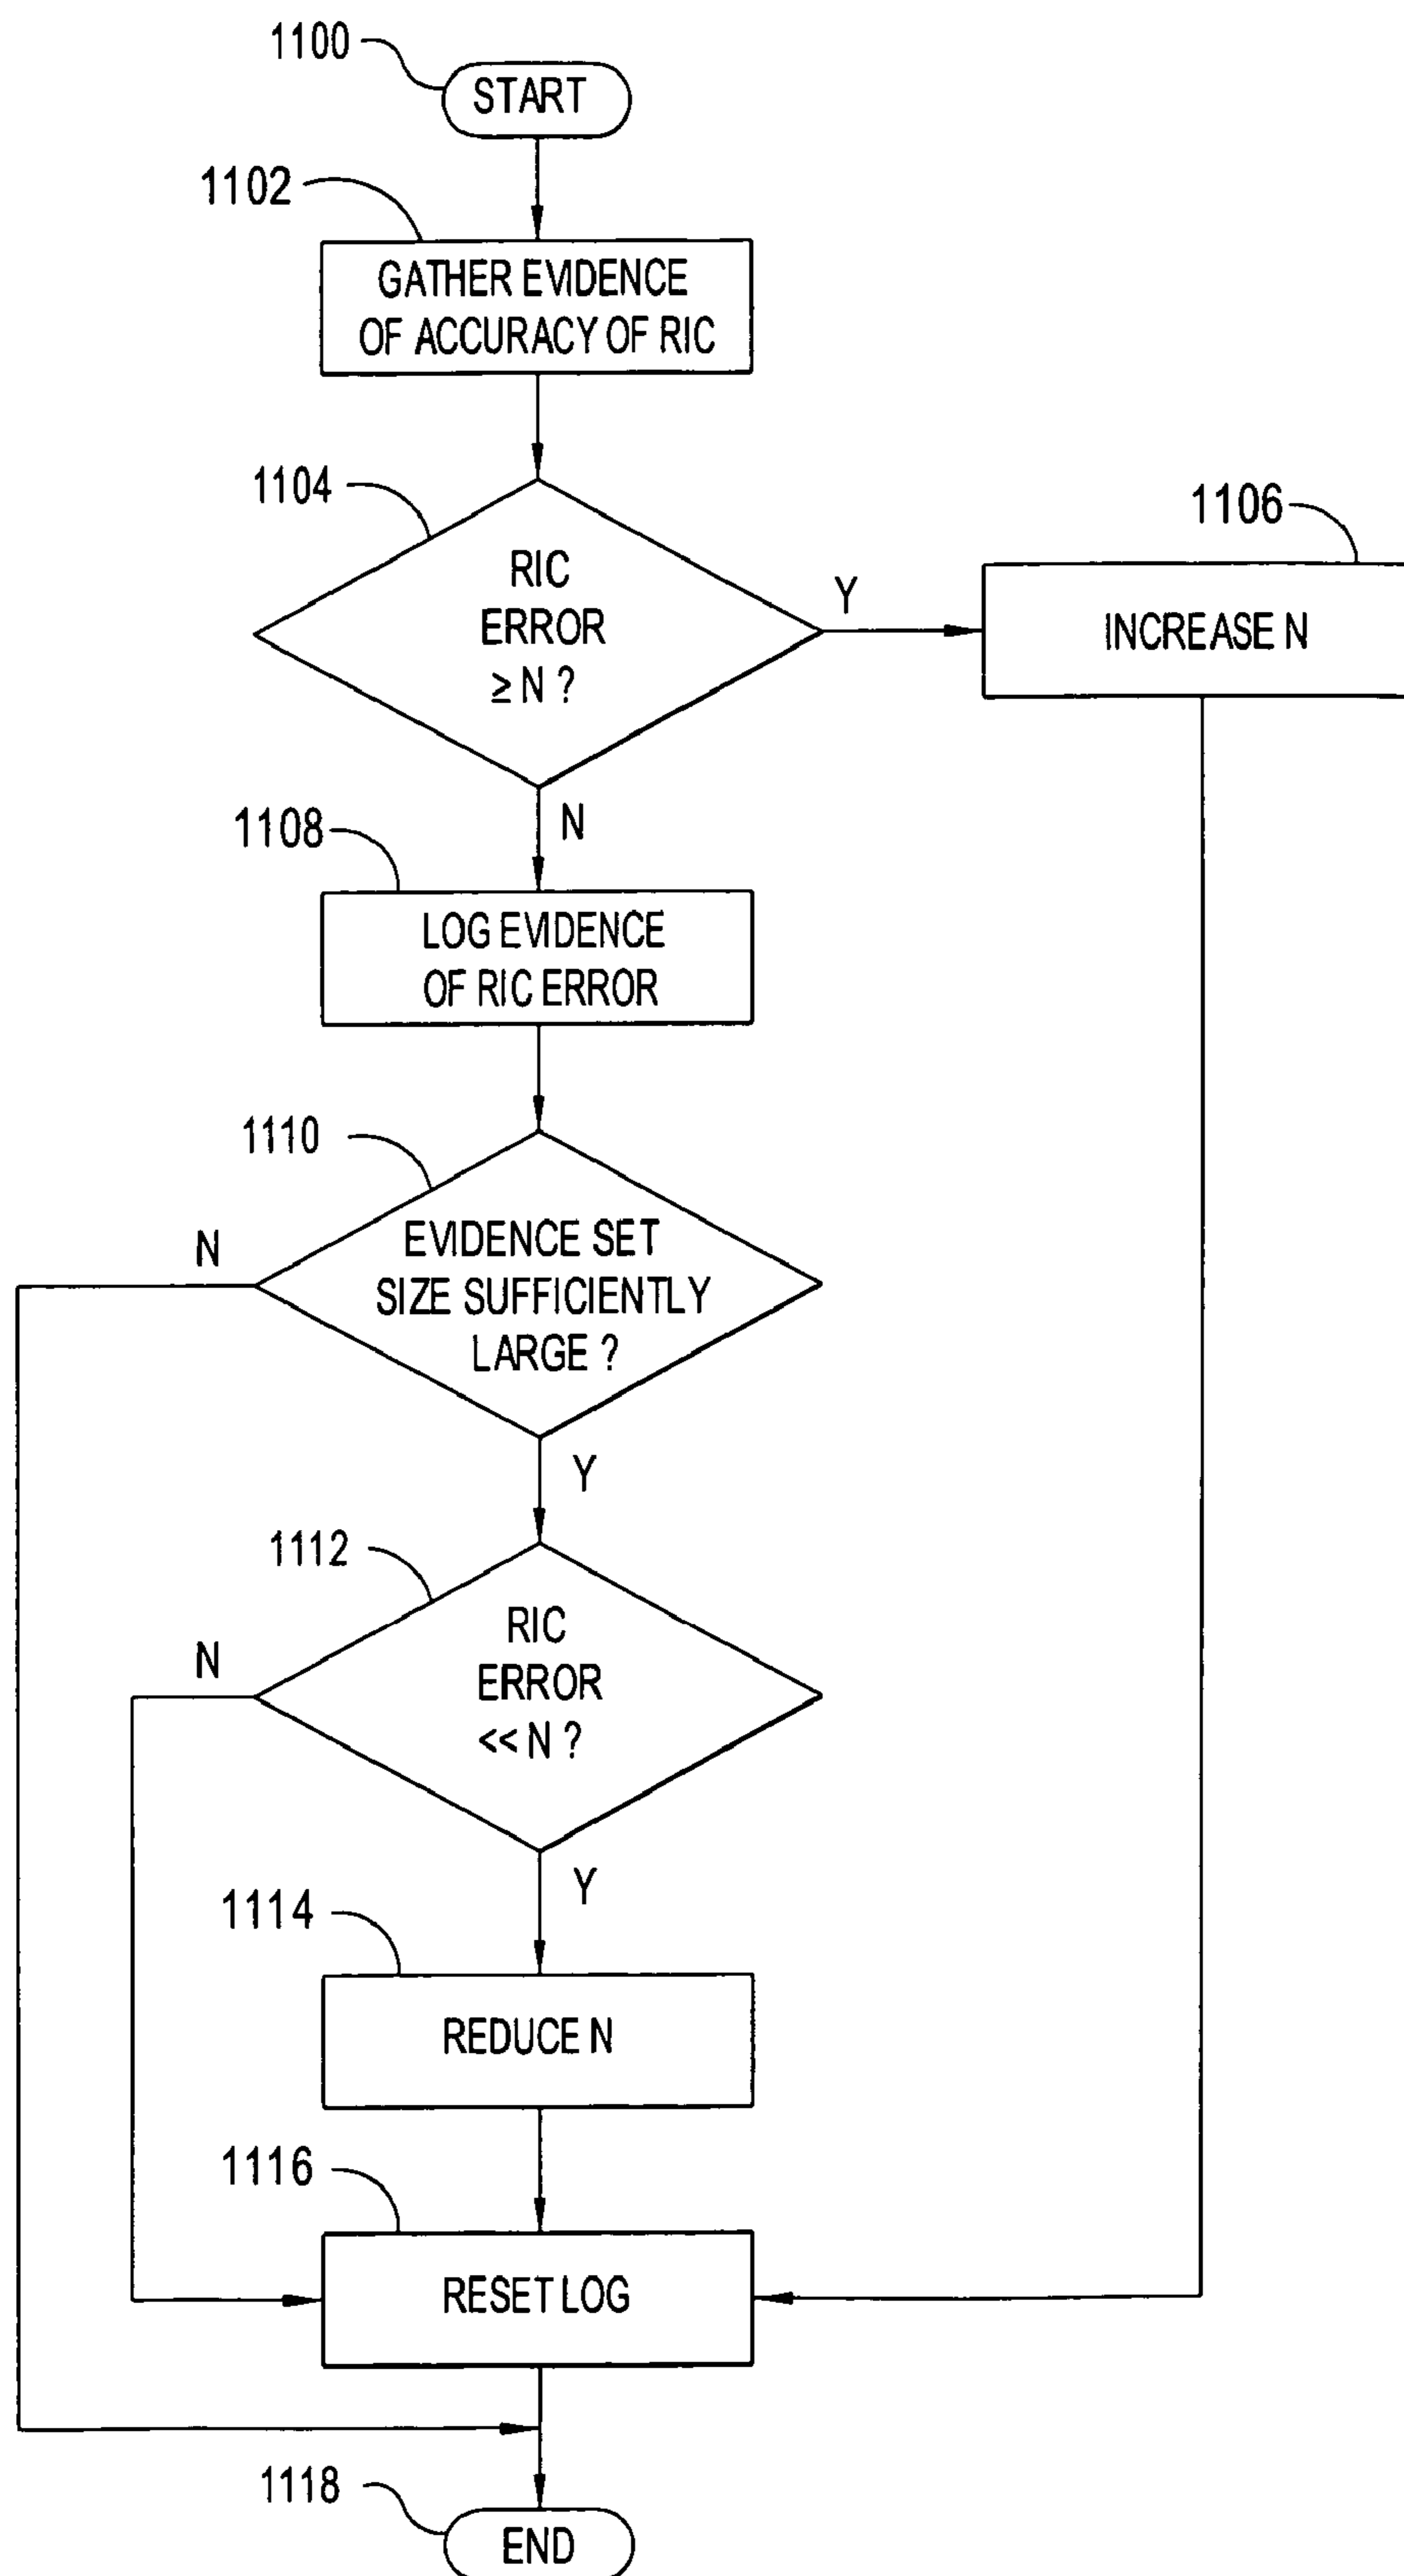 1100
START
1102
GATHER EVIDENCE
OF ACCURACY OF RIC
1104
RIC
ERROR
≥ N ?
Y
1106
INCREASE N
N
1108
LOG EVIDENCE
OF RIC ERROR
1110
N
EVIDENCE SET
SIZE SUFFICIENTLY
LARGE ?
Y
1112
N
RIC
ERROR
<< N ?
Y
1114
REDUCE N
1116
RESET LOG
1118
END